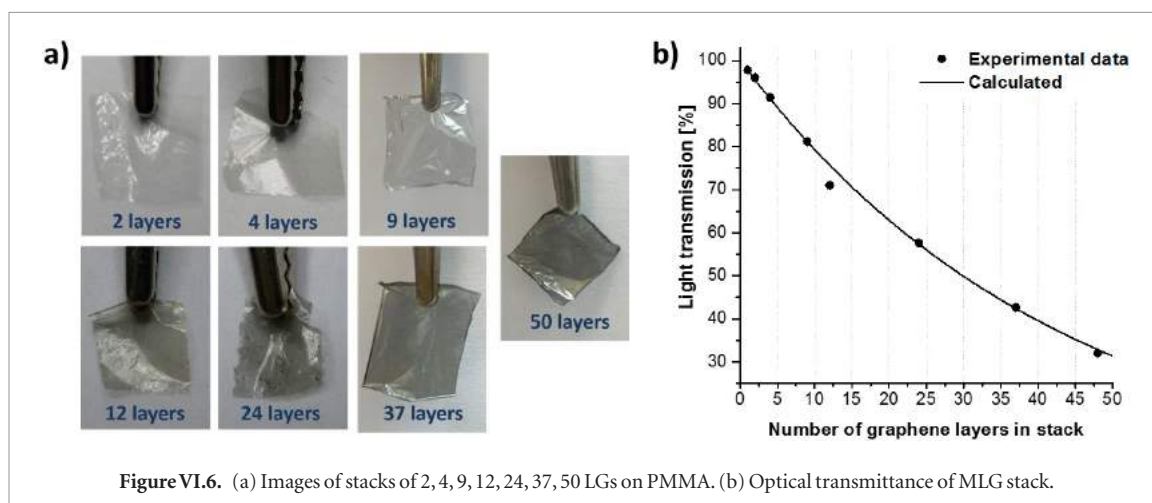 a)
2 layers
4 layers
9 layers
12 layers
24 layers
37 layers
50 layers
b)
Experimental data
Calculated
Light transmission [%]
100
90
80
70
60
50
40
30
0 5 10 15 20 25 30 35 40 45 50
Number of graphene layers in stack
Figure VI.6. (a) Images of stacks of 2, 4, 9, 12, 24, 37, 50 LGs on PMMA. (b) Optical transmittance of MLG stack.